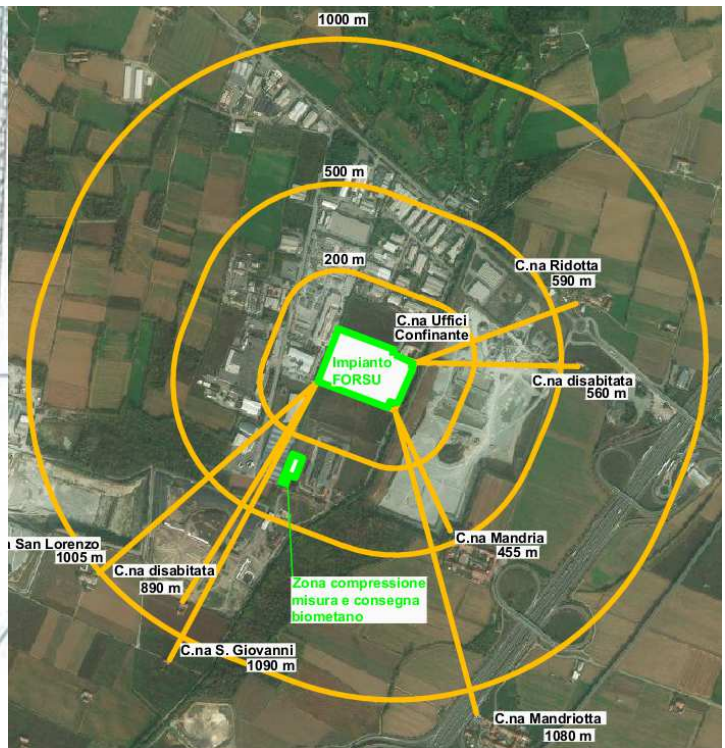 1000 m
500 m
200 m
C.na Ridotta
590 m
C.na Uffici
Confinante
Impianto
FORSU
C.na disabitata
560 m
San Lorenzo
1005 m
C.na disabitata
890 m
C.na Mandria
455 m
Zona compressione
misura e consegna
biometano
C.na S. Giovanni
1090 m
C.na Mandriotta
1080 m